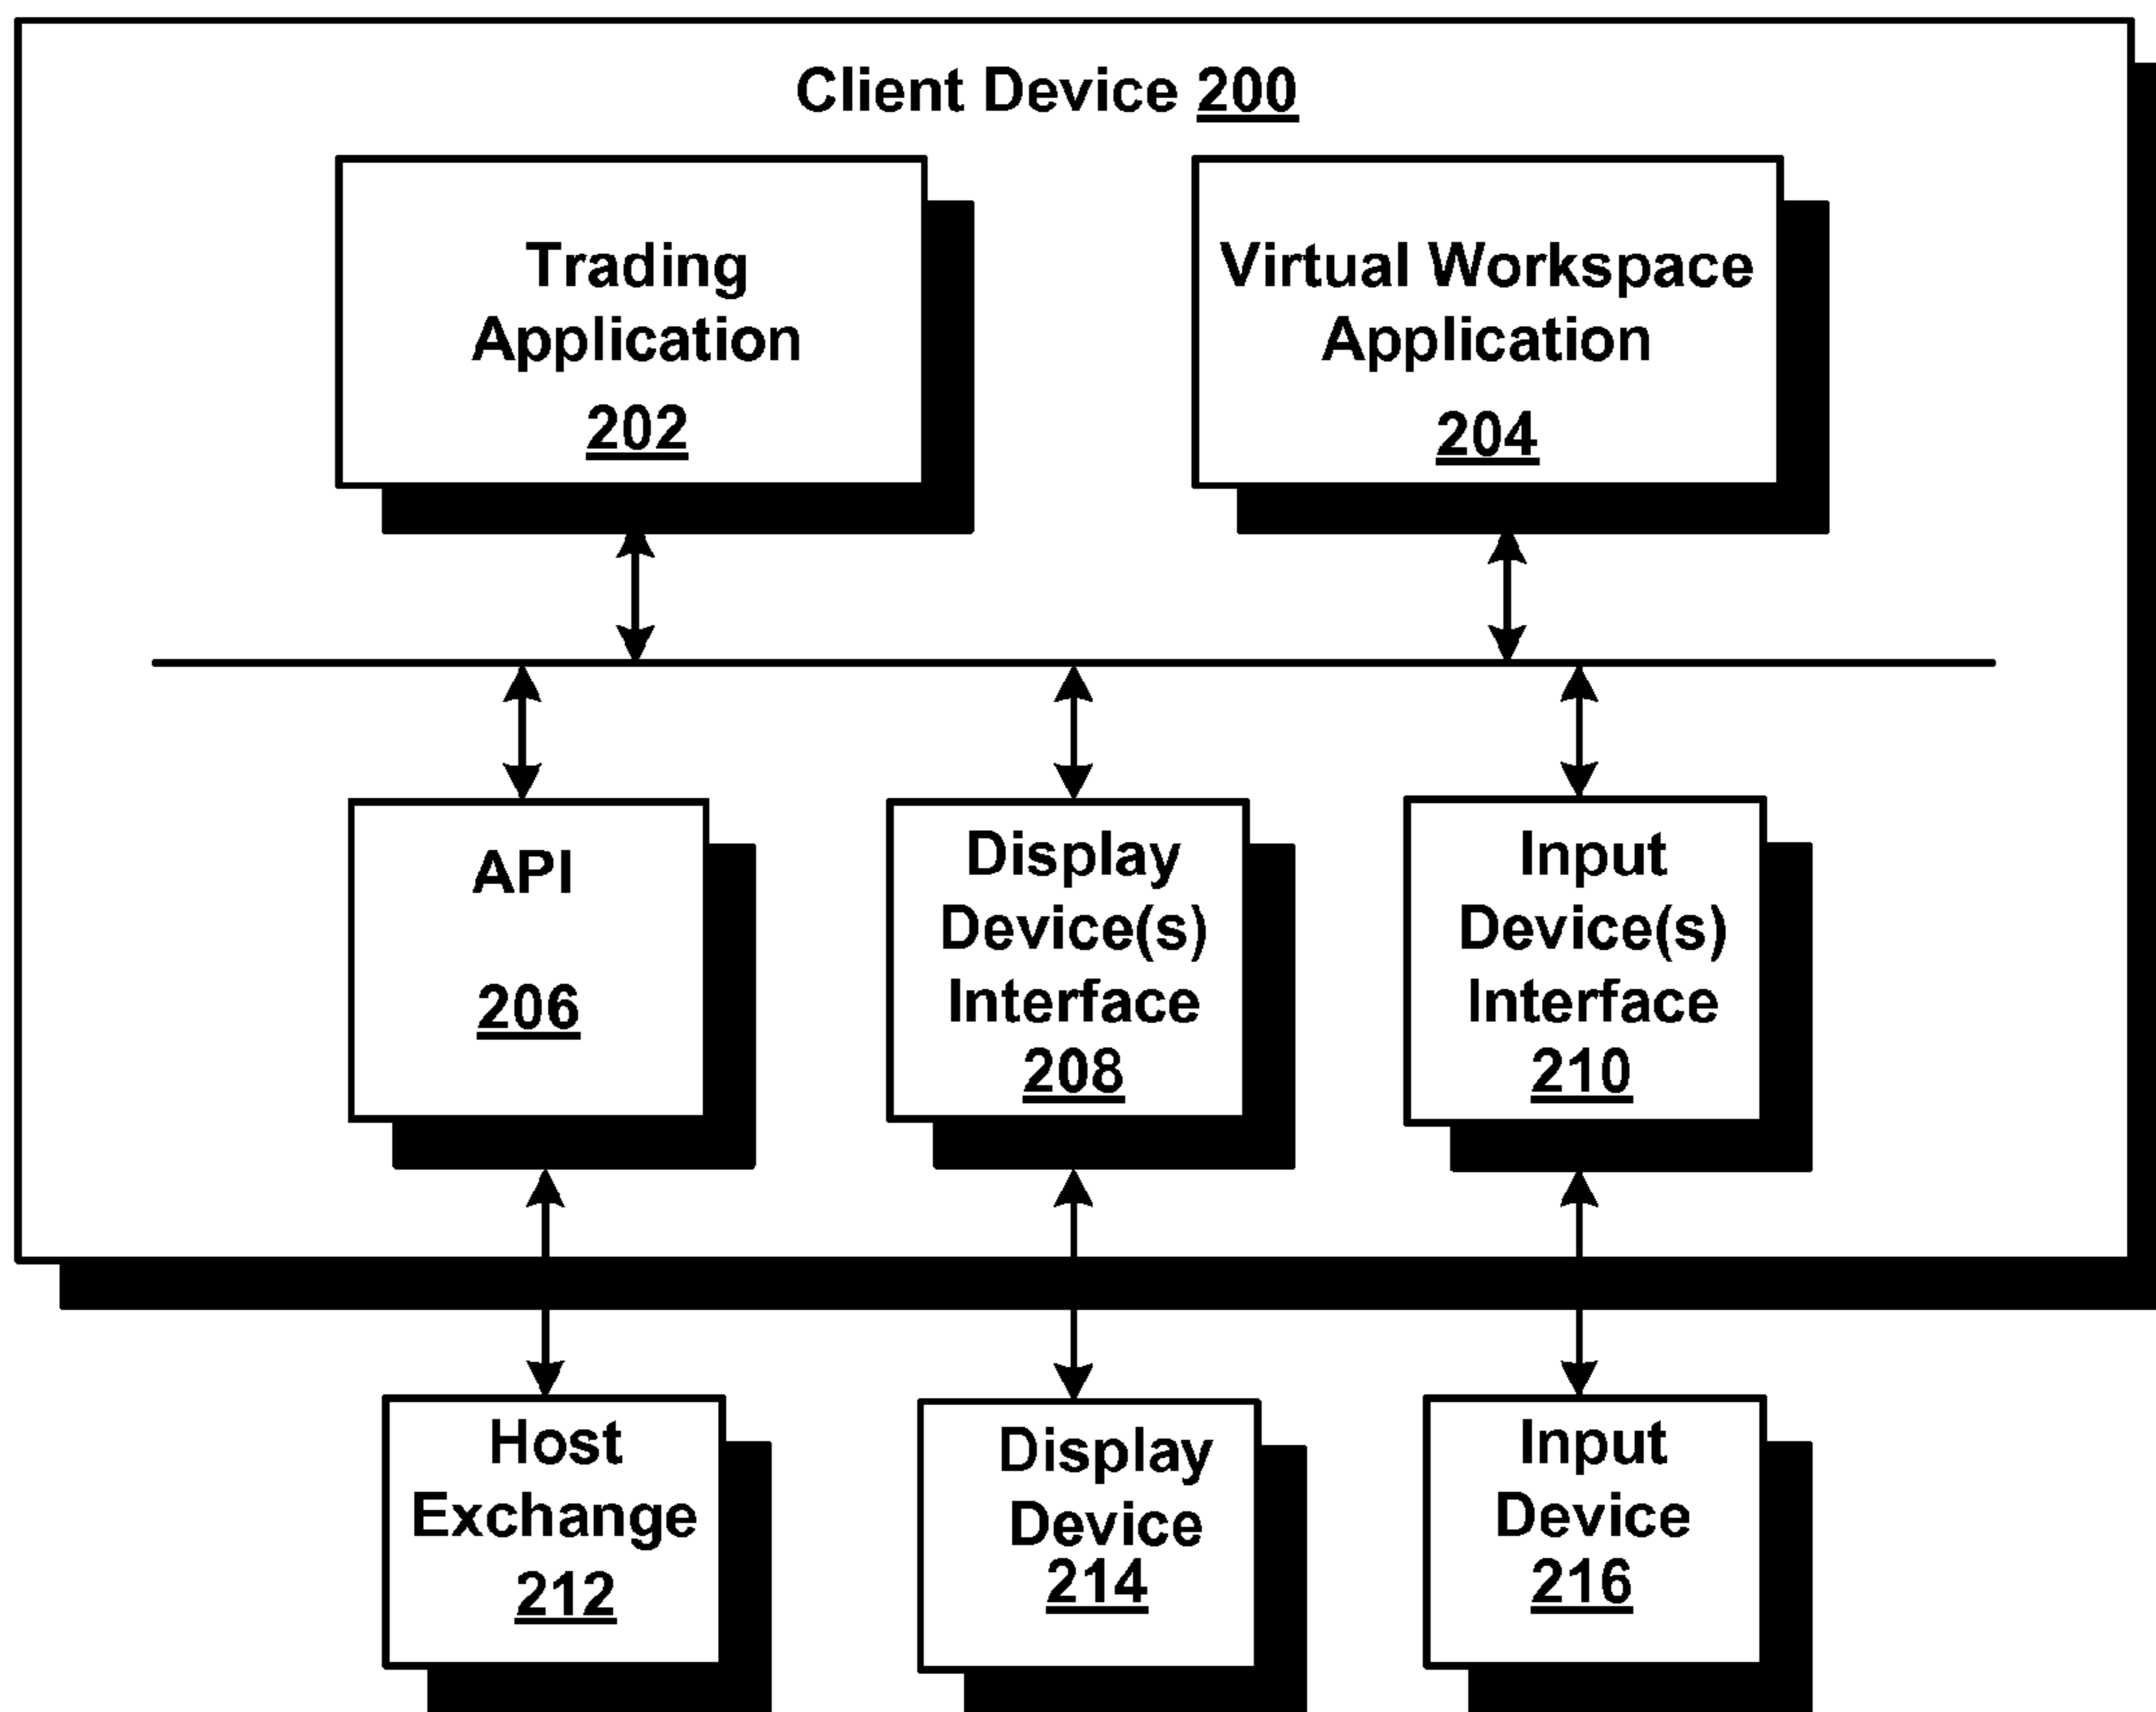 Client Device 200
Trading
Application
202
Virtual Workspace
Application
204
API
206
Display
Device(s)
Interface
208
Input
Device(s)
Interface
210
Host
Exchange
212
Display
Device
214
Input
Device
216